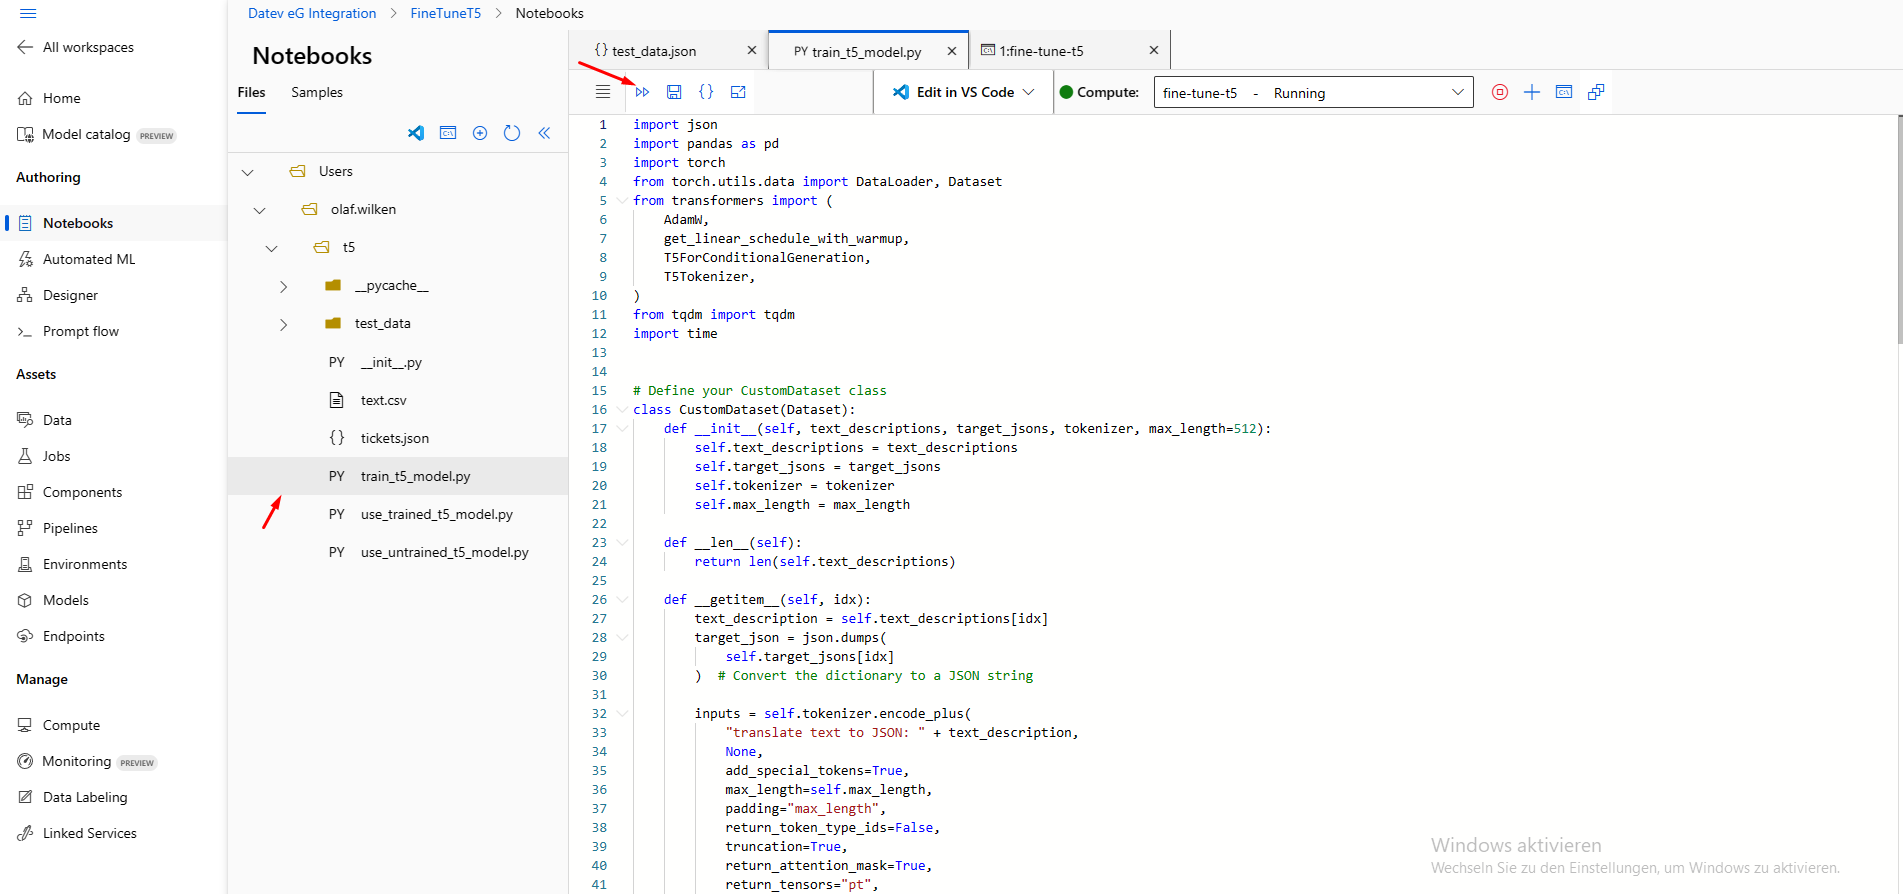 Datev eG Integration > FineTuneT5 > Notebooks
All workspaces
Home
Model catalog PREVIEW
Authoring
Notebooks
Automated ML
Designer
Prompt flow
Assets
Data
Jobs
Components
Pipelines
Environments
Models
Endpoints
Manage
Compute
Monitoring PREVIEW
Data Labeling
Linked Services
Notebooks
Files Samples
Users
olaf.wilken
t5
__pycache__
test_data
PY __init__.py
text.csv
{} tickets.json
PY train_t5_model.py
PY use_trained_t5_model.py
PY use_untrained_t5_model.py
{} test_data.json
PY train_t5_model.py
1:fine-tune-t5
{} Edit in VS Code Compute: fine-tune-t5 - Running
1 import json
2 import pandas as pd
3 import torch
4 from torch.utils.data import DataLoader, Dataset
5 from transformers import (
6 AdamW,
7 get_linear_schedule_with_warmup,
8 T5ForConditionalGeneration,
9 T5Tokenizer,
10 )
11 from tqdm import tqdm
12 import time
13
14
15 # Define your CustomDataset class
16 class CustomDataset(Dataset):
17 def __init__(self, text_descriptions, target_jsons, tokenizer, max_length=512):
18 self.text_descriptions = text_descriptions
19 self.target_jsons = target_jsons
20 self.tokenizer = tokenizer
21 self.max_length = max_length
22
23 def __len__(self):
24 return len(self.text_descriptions)
25
26 def __getitem__(self, idx):
27 text_description = self.text_descriptions[idx]
28 target_json = json.dumps(
29 self.target_jsons[idx]
30 ) # Convert the dictionary to a JSON string
31
32 inputs = self.tokenizer.encode_plus(
33 "translate text to JSON: " + text_description,
34 None,
35 add_special_tokens=True,
36 max_length=self.max_length,
37 padding="max_length",
38 return_token_type_ids=False,
39 truncation=True,
40 return_attention_mask=True,
41 return_tensors="pt",
Windows aktivieren
Wechseln Sie zu den Einstellungen, um Windows zu aktivieren.